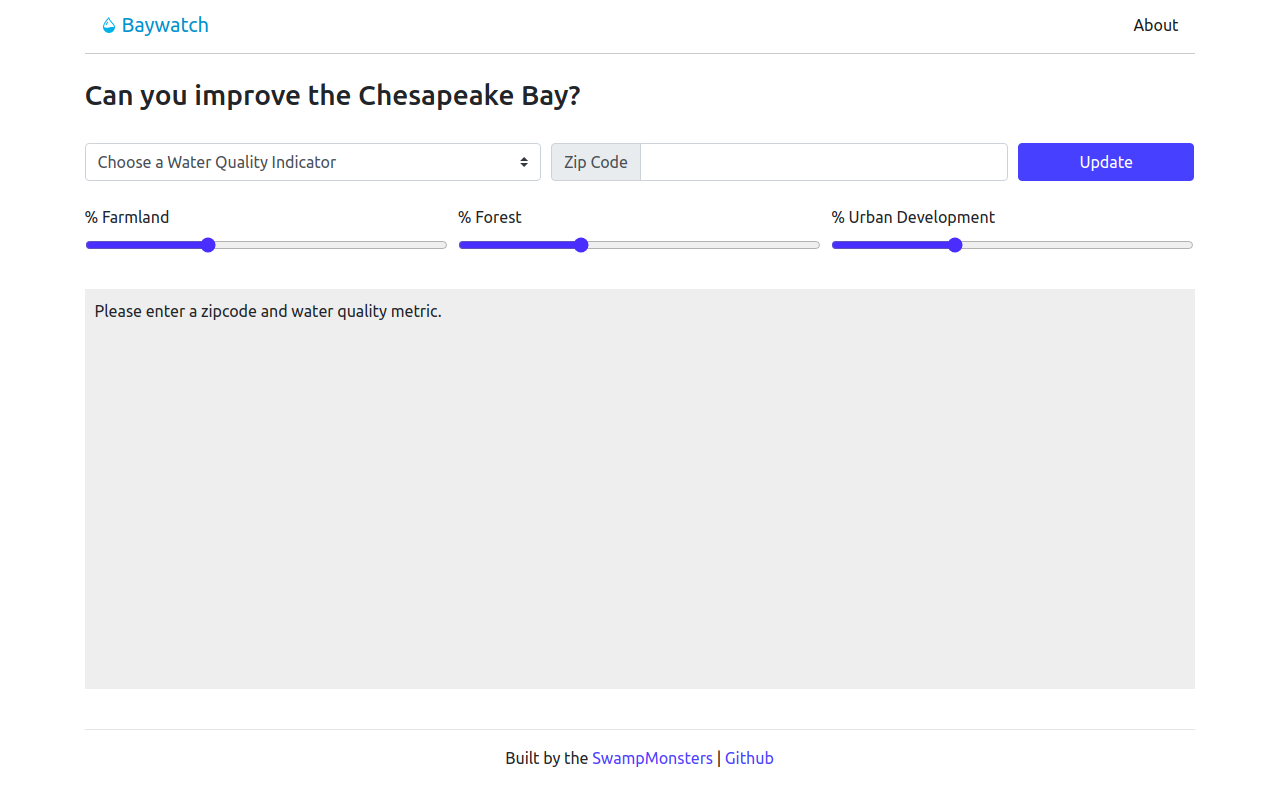 Baywatch
About
Can you improve the Chesapeake Bay?
Choose a Water Quality Indicator
Zip Code
Update
% Farmland
% Forest
% Urban Development
Please enter a zipcode and water quality metric.
Built by the SwampMonsters | Github